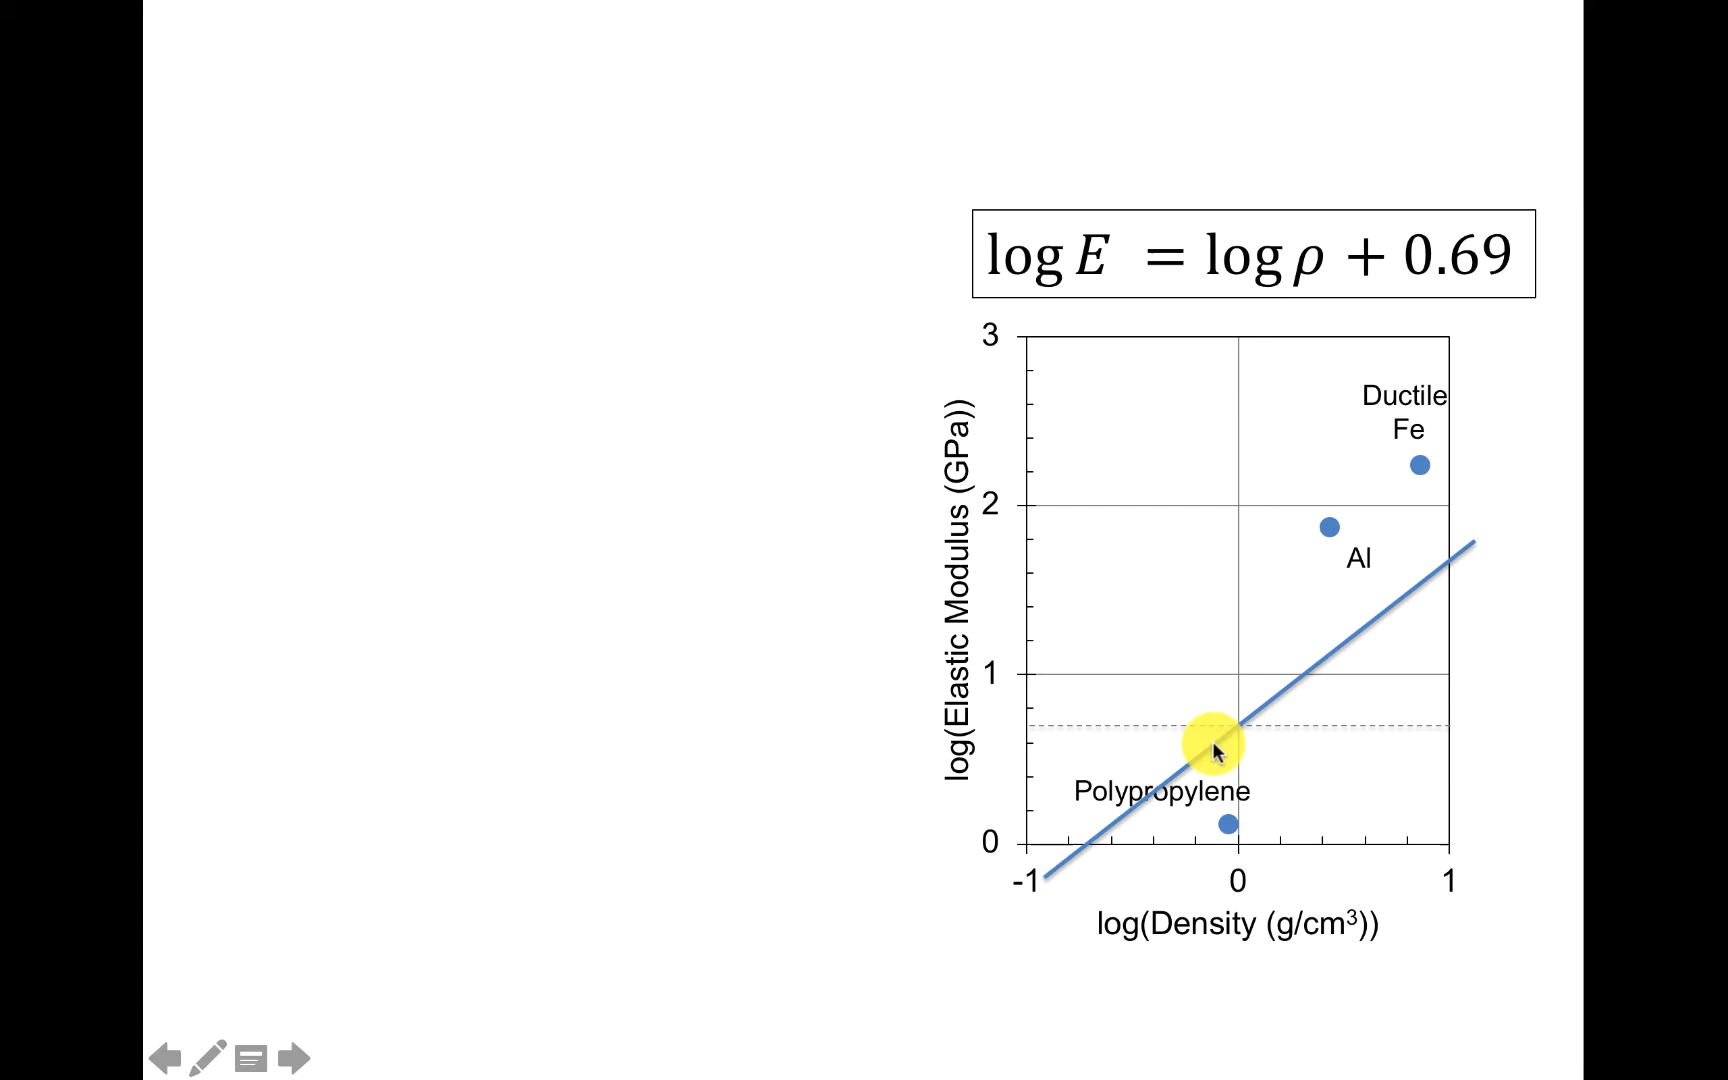 log E = log ρ + 0.69
3
Ductile
Fe
2
Al
1
Polypropylene
0
-1 0 1
log(Elastic Modulus (GPa))
log(Density (g/cm³))